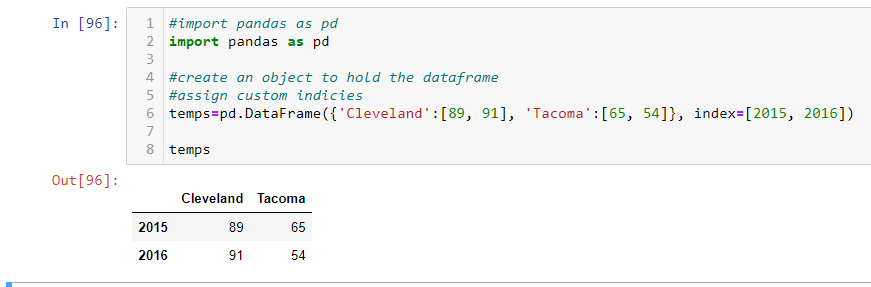 In [96]:
1 #import pandas as pd
2 import pandas as pd
3
4 #create an object to hold the dataframe
5 #assign custom indicies
6 temps=pd.DataFrame({'Cleveland':[89, 91], 'Tacoma':[65, 54]}, index=[2015, 2016])
7
8 temps
Out[96]:
Cleveland Tacoma
2015 89 65
2016 91 54